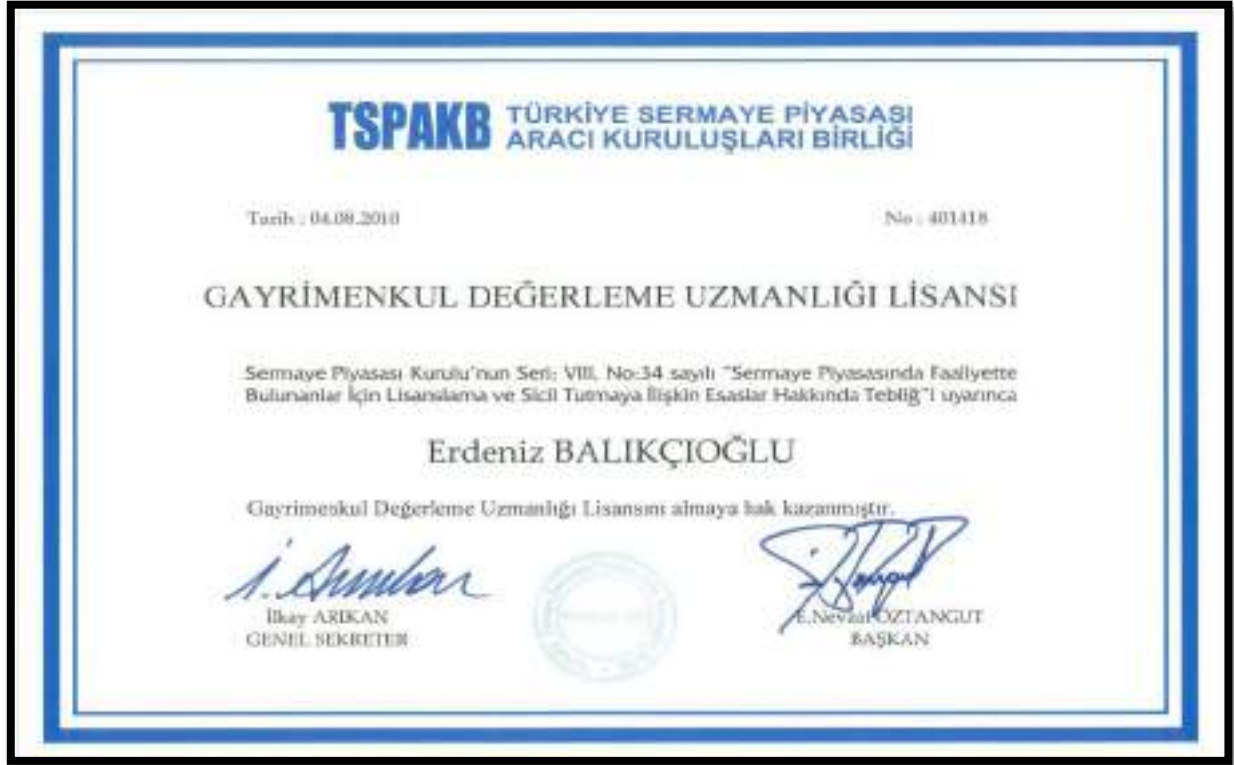 TSPAKB TÜRKİYE SERMAYE PİYASASI
ARACI KURULUŞLARI BİRLİĞİ
Tarih : 04.08.2010 No : 401418
GAYRİMENKUL DEĞERLEME UZMANLIĞI LİSANSI
Sermaye Piyasası Kurulu'nun Seri: VIII, No:34 sayılı "Sermaye Piyasasında Faaliyette
Bulunanlar İçin Lisanslama ve Sicil Tutmaya İlişkin Esaslar Hakkında Tebliğ"i uyarınca
Erdeniz BALIKÇIOĞLU
Gayrimenkul Değerleme Uzmanlığı Lisansını almaya hak kazanmıştır.
İlkay ARIKAN E.Nevzat ÖZTANGUT
GENEL SEKRETER BAŞKAN